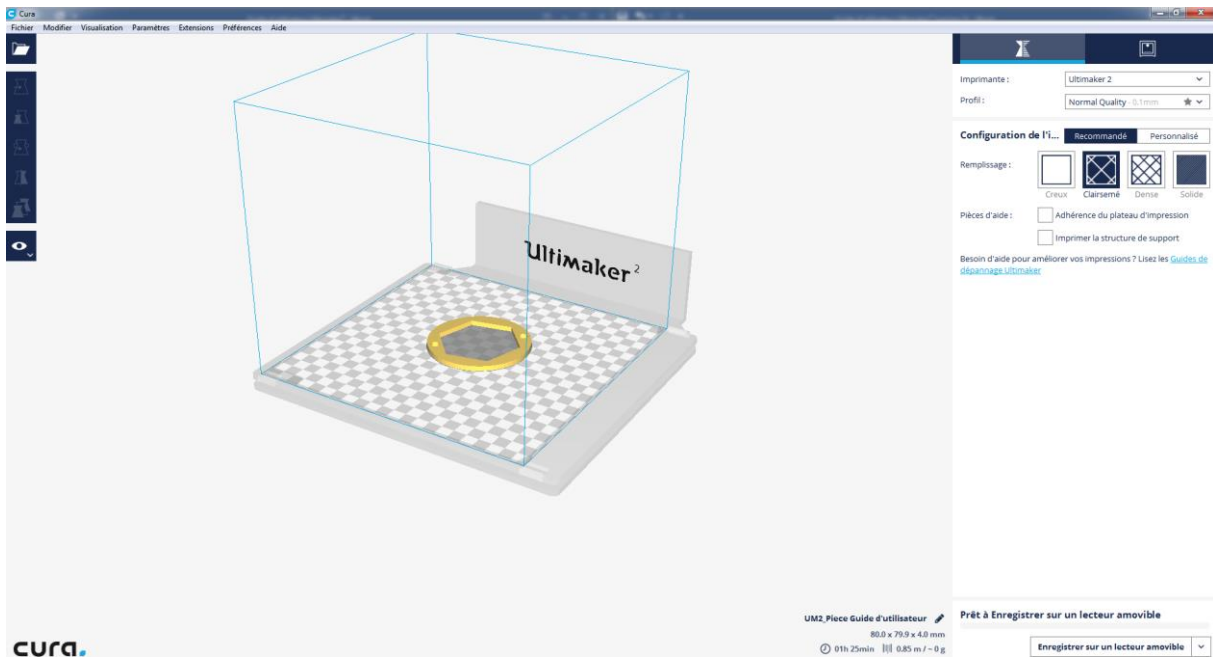 Cura
Fichier Modifier Visualisation Paramètres Extensions Préférences Aide
Imprimante :
Ultimaker 2
Profil :
Normal Quality - 0.1mm
Configuration de l'i...
Recommandé
Personnalisé
Remplissage :
Creux Clairsemé Dense Solide
Pièces d'aide :
Adhérence du plateau d'impression
Imprimer la structure de support
Besoin d'aide pour améliorer vos impressions ? Lisez les Guides de
dépannage Ultimaker
Ultimaker²
UM2_Piece Guide d'utilisateur
80.0 x 79.9 x 4.0 mm
01h 25min 0.85 m / ~ 0 g
Prêt à Enregistrer sur un lecteur amovible
Enregistrer sur un lecteur amovible
cura.